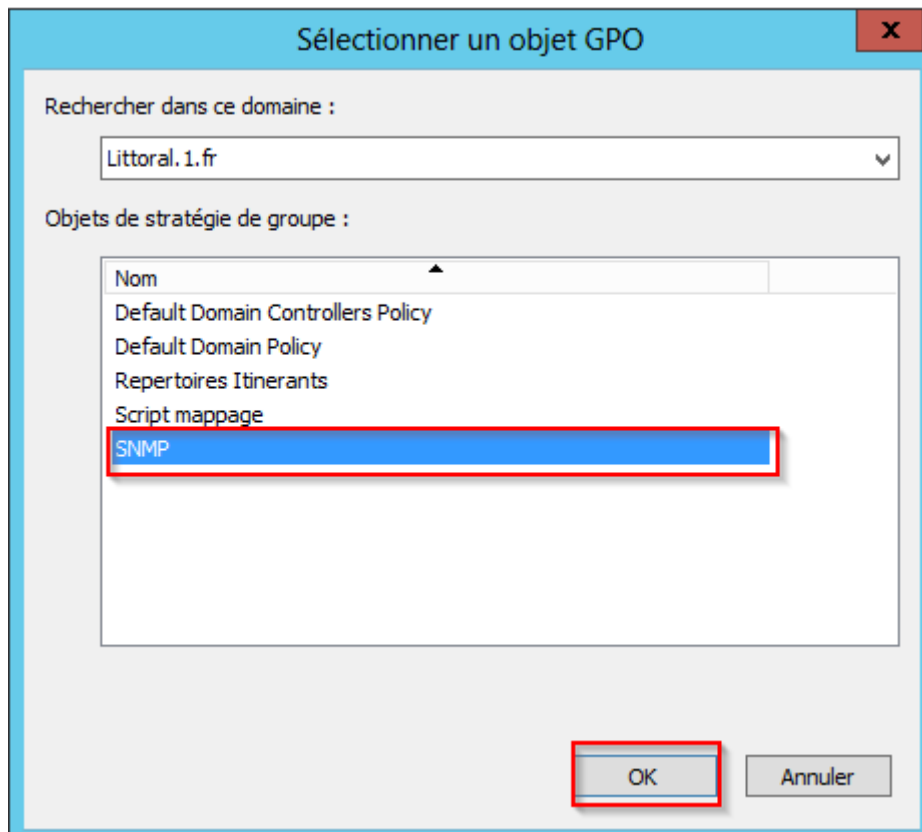 Sélectionner un objet GPO
x
Rechercher dans ce domaine :
Littoral.1.fr
Objets de stratégie de groupe :
Nom
Default Domain Controllers Policy
Default Domain Policy
Repertoires Itinerants
Script mappage
SNMP
OK Annuler